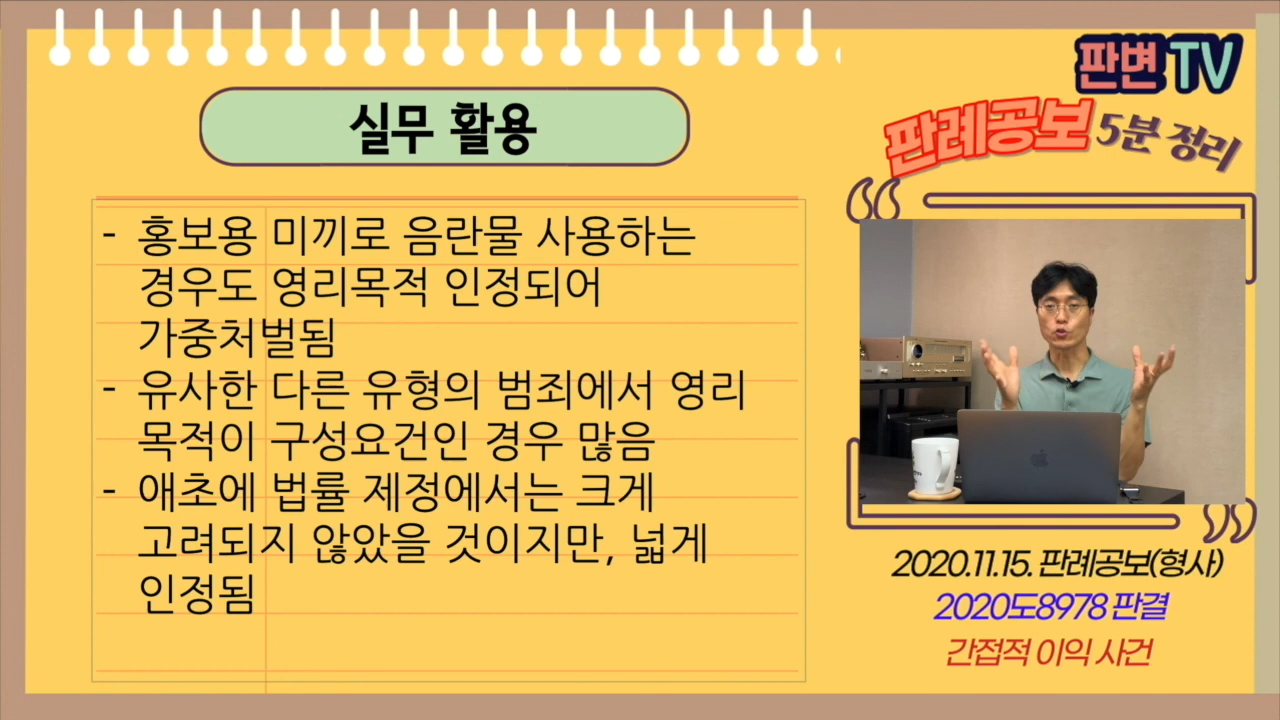 실무 활용
- 홍보용 미끼로 음란물 사용하는
경우도 영리목적 인정되어
가중처벌됨
- 유사한 다른 유형의 범죄에서 영리
목적이 구성요건인 경우 많음
- 애초에 법률 제정에서는 크게
고려되지 않았을 것이지만, 넓게
인정됨
판변TV
판례공보 5분 정리
2020.11.15. 판례공보(형사)
2020도8978 판결
간접적 이익 사건